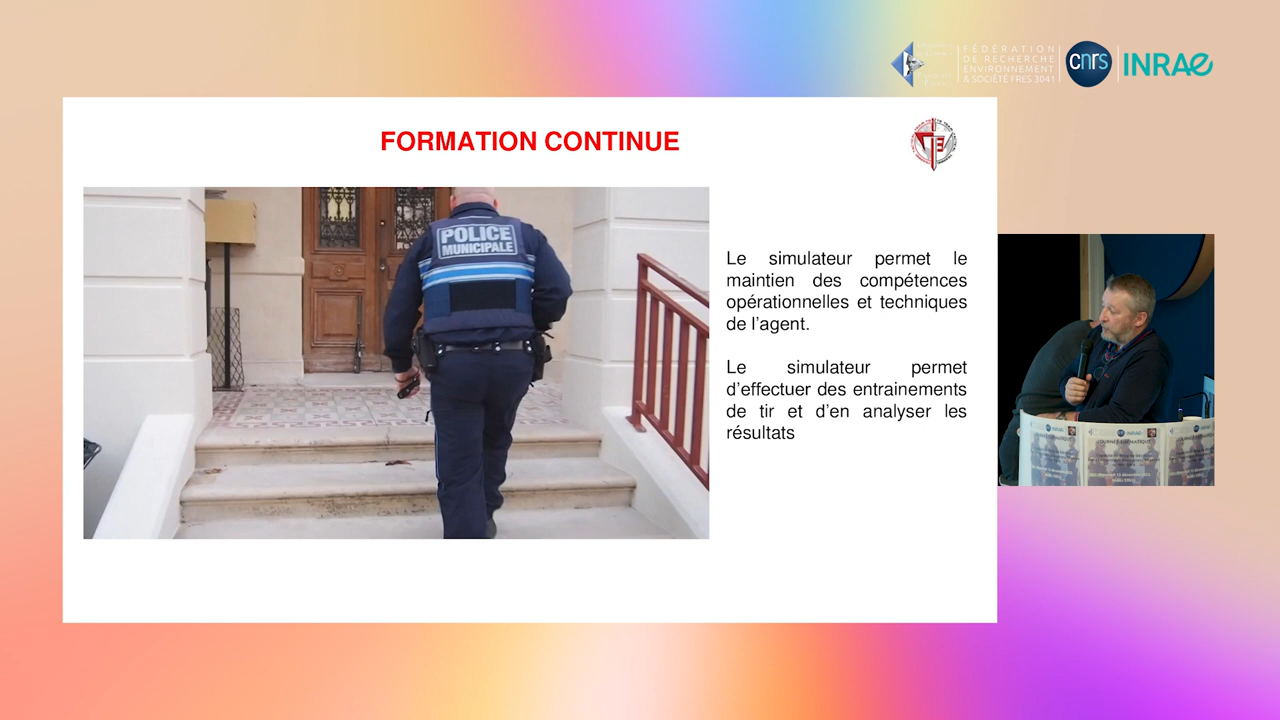 FÉDÉRATION
DE RECHERCHE
ENVIRONNEMENT
& SOCIÉTÉ FRES 3041
cnrs
INRAE
FORMATION CONTINUE
POLICE
MUNICIPALE
Le simulateur permet le
maintien des compétences
opérationnelles et techniques
de l'agent.
Le simulateur permet
d'effectuer des entrainements
de tir et d'en analyser les
résultats
INRAE